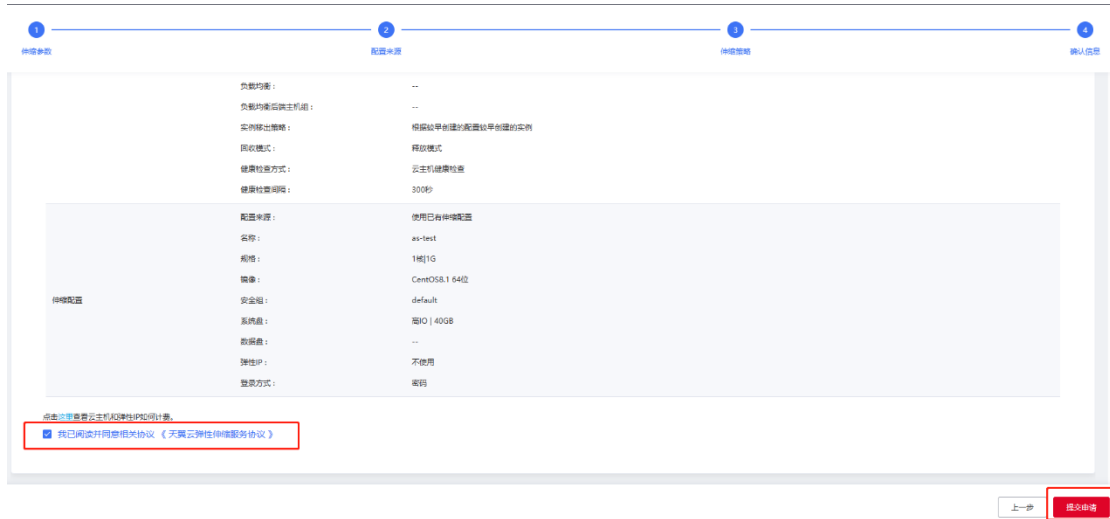 1 2 3 4
伸缩参数 配置来源 伸缩策略 确认信息
负载均衡： --
负载均衡后端主机组： --
实例移出策略： 根据较早创建的配置较早创建的实例
回收模式： 释放模式
健康检查方式： 云主机健康检查
健康检查间隔： 300秒
配置来源： 使用已有伸缩配置
名称： as-test
规格： 1核|1G
镜像： CentOS8.1 64位
伸缩配置 安全组： default
系统盘： 高IO | 40GB
数据盘： --
弹性IP： 不使用
登录方式： 密码
点击这里查看云主机和弹性IP如何计费。
我已阅读并同意相关协议 《 天翼云弹性伸缩服务协议 》
上一步 提交申请